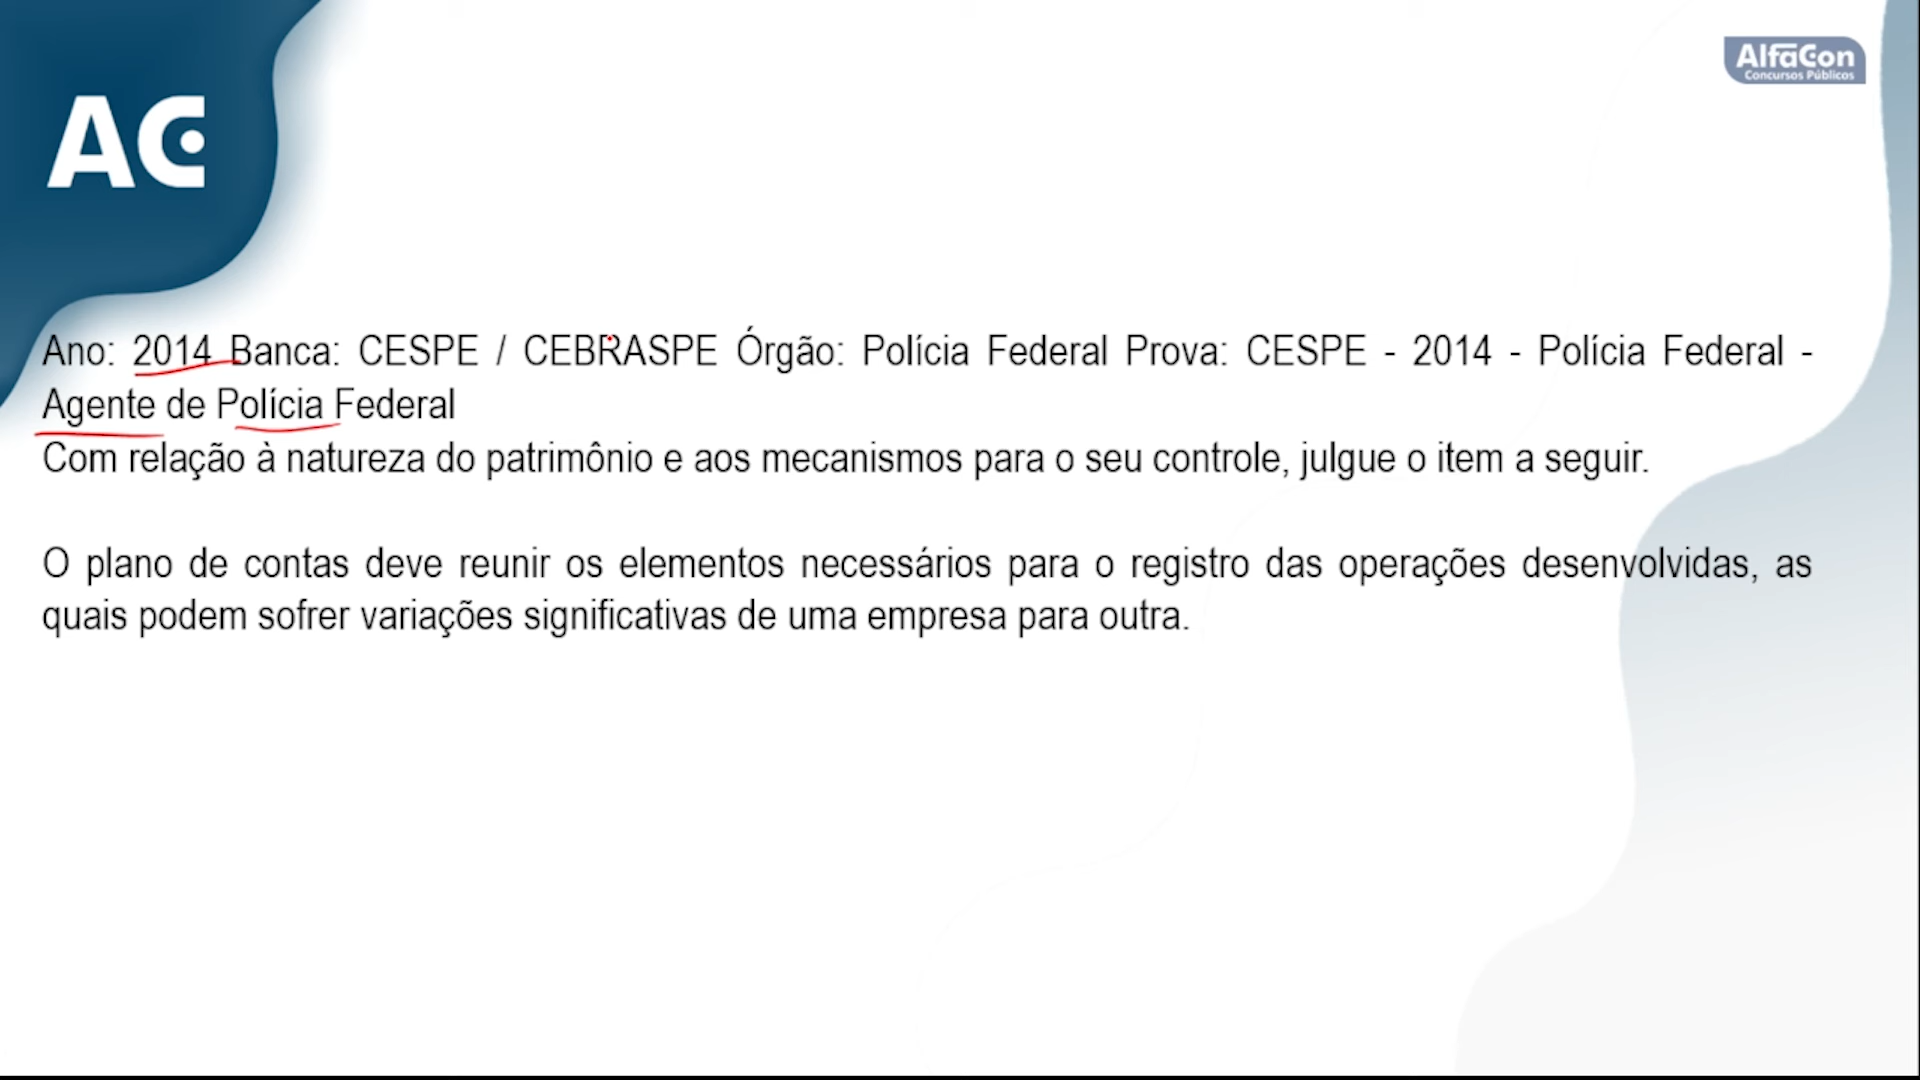 AlfaCon
Concursos Públicos
AC
Ano: 2014 Banca: CESPE / CEBRASPE Órgão: Polícia Federal Prova: CESPE - 2014 - Polícia Federal -
Agente de Polícia Federal
Com relação à natureza do patrimônio e aos mecanismos para o seu controle, julgue o item a seguir.
O plano de contas deve reunir os elementos necessários para o registro das operações desenvolvidas, as
quais podem sofrer variações significativas de uma empresa para outra.